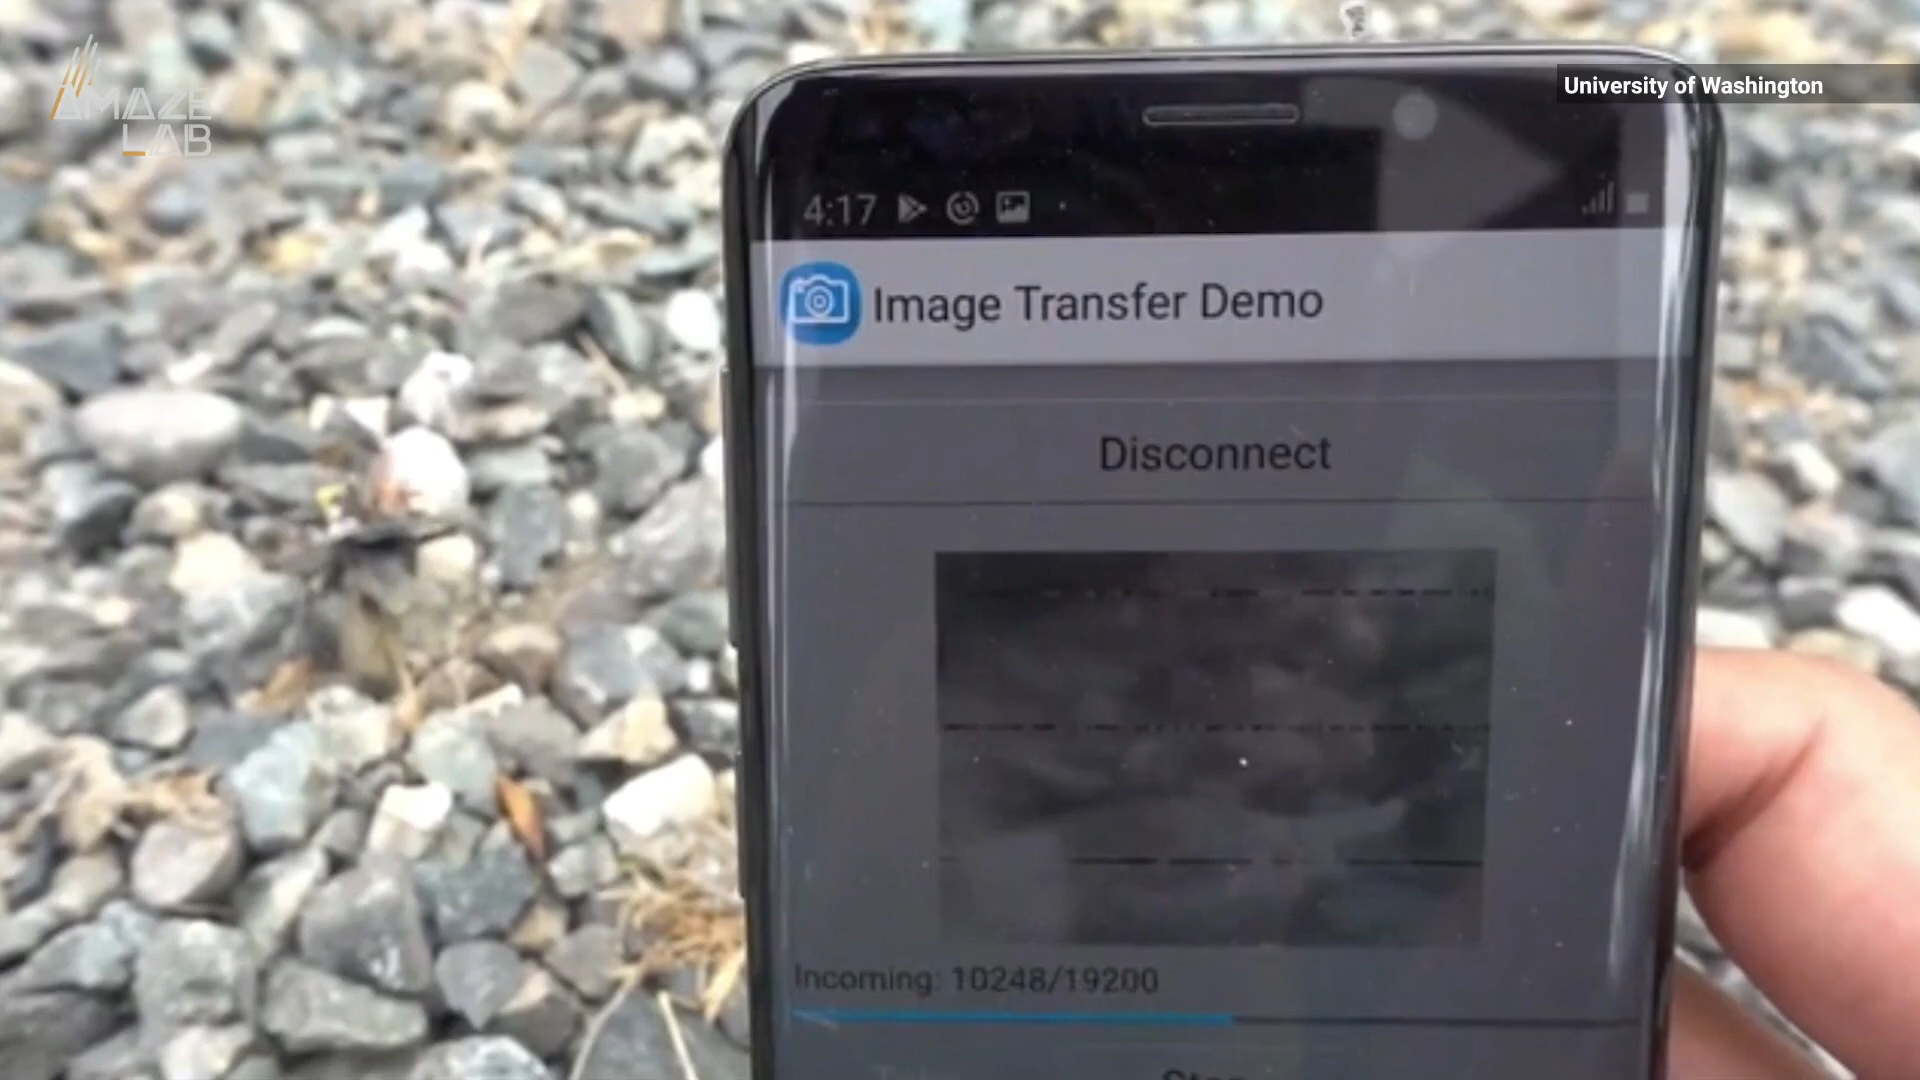 AMAZE
LAB
University of Washington
4:17
Image Transfer Demo
Disconnect
Incoming: 10248/19200